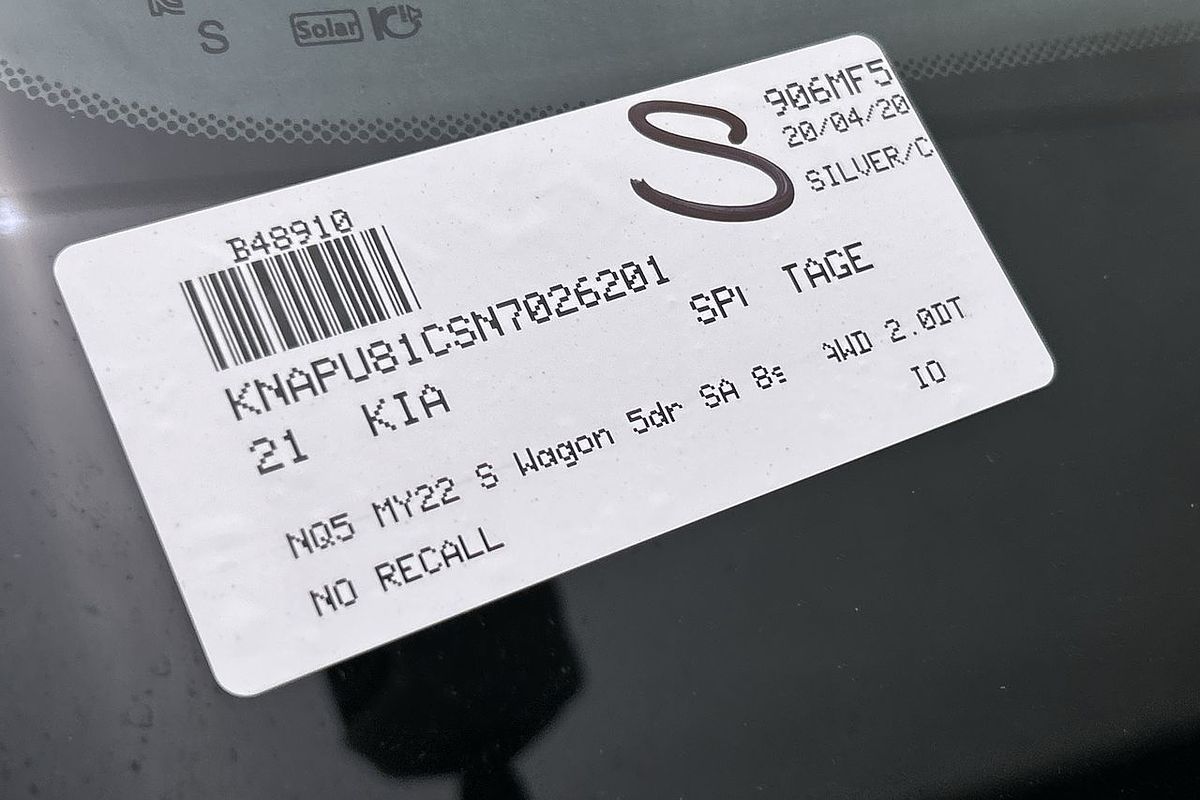 S
Solar
S
906MF5
20/04/20
SILVER/C
B48910
KNAPU81CSN7026201
21 KIA SPI TAGE
NQ5 MY22 S Wagon 5dr SA 8s AWD 2.0DT
NO RECALL IO